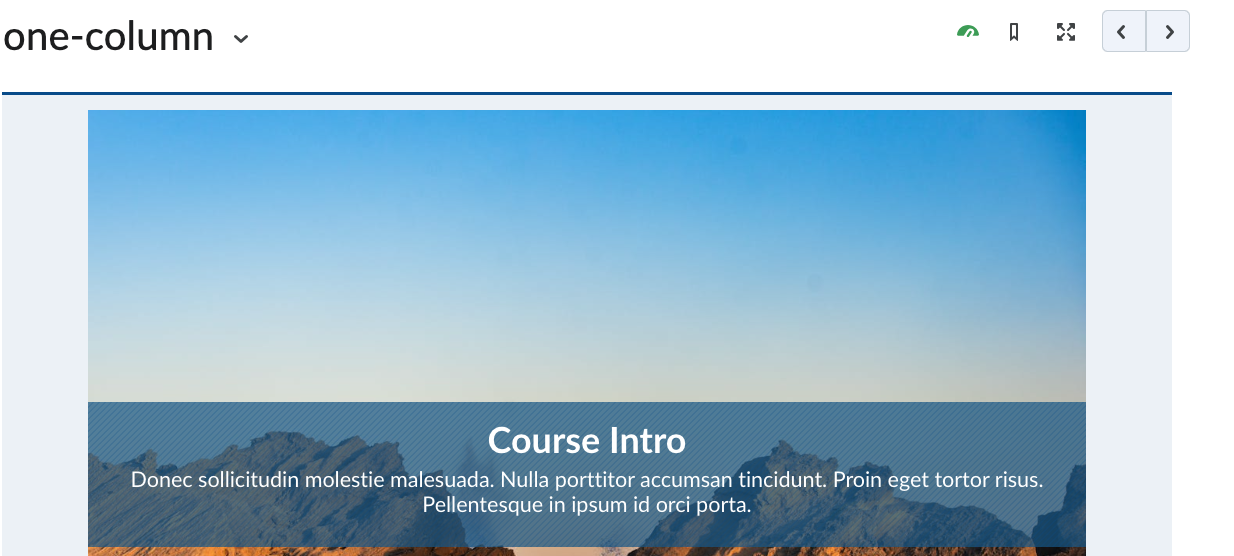 one-column
Course Intro
Donec sollicitudin molestie malesuada. Nulla porttitor accumsan tincidunt. Proin eget tortor risus.
Pellentesque in ipsum id orci porta.